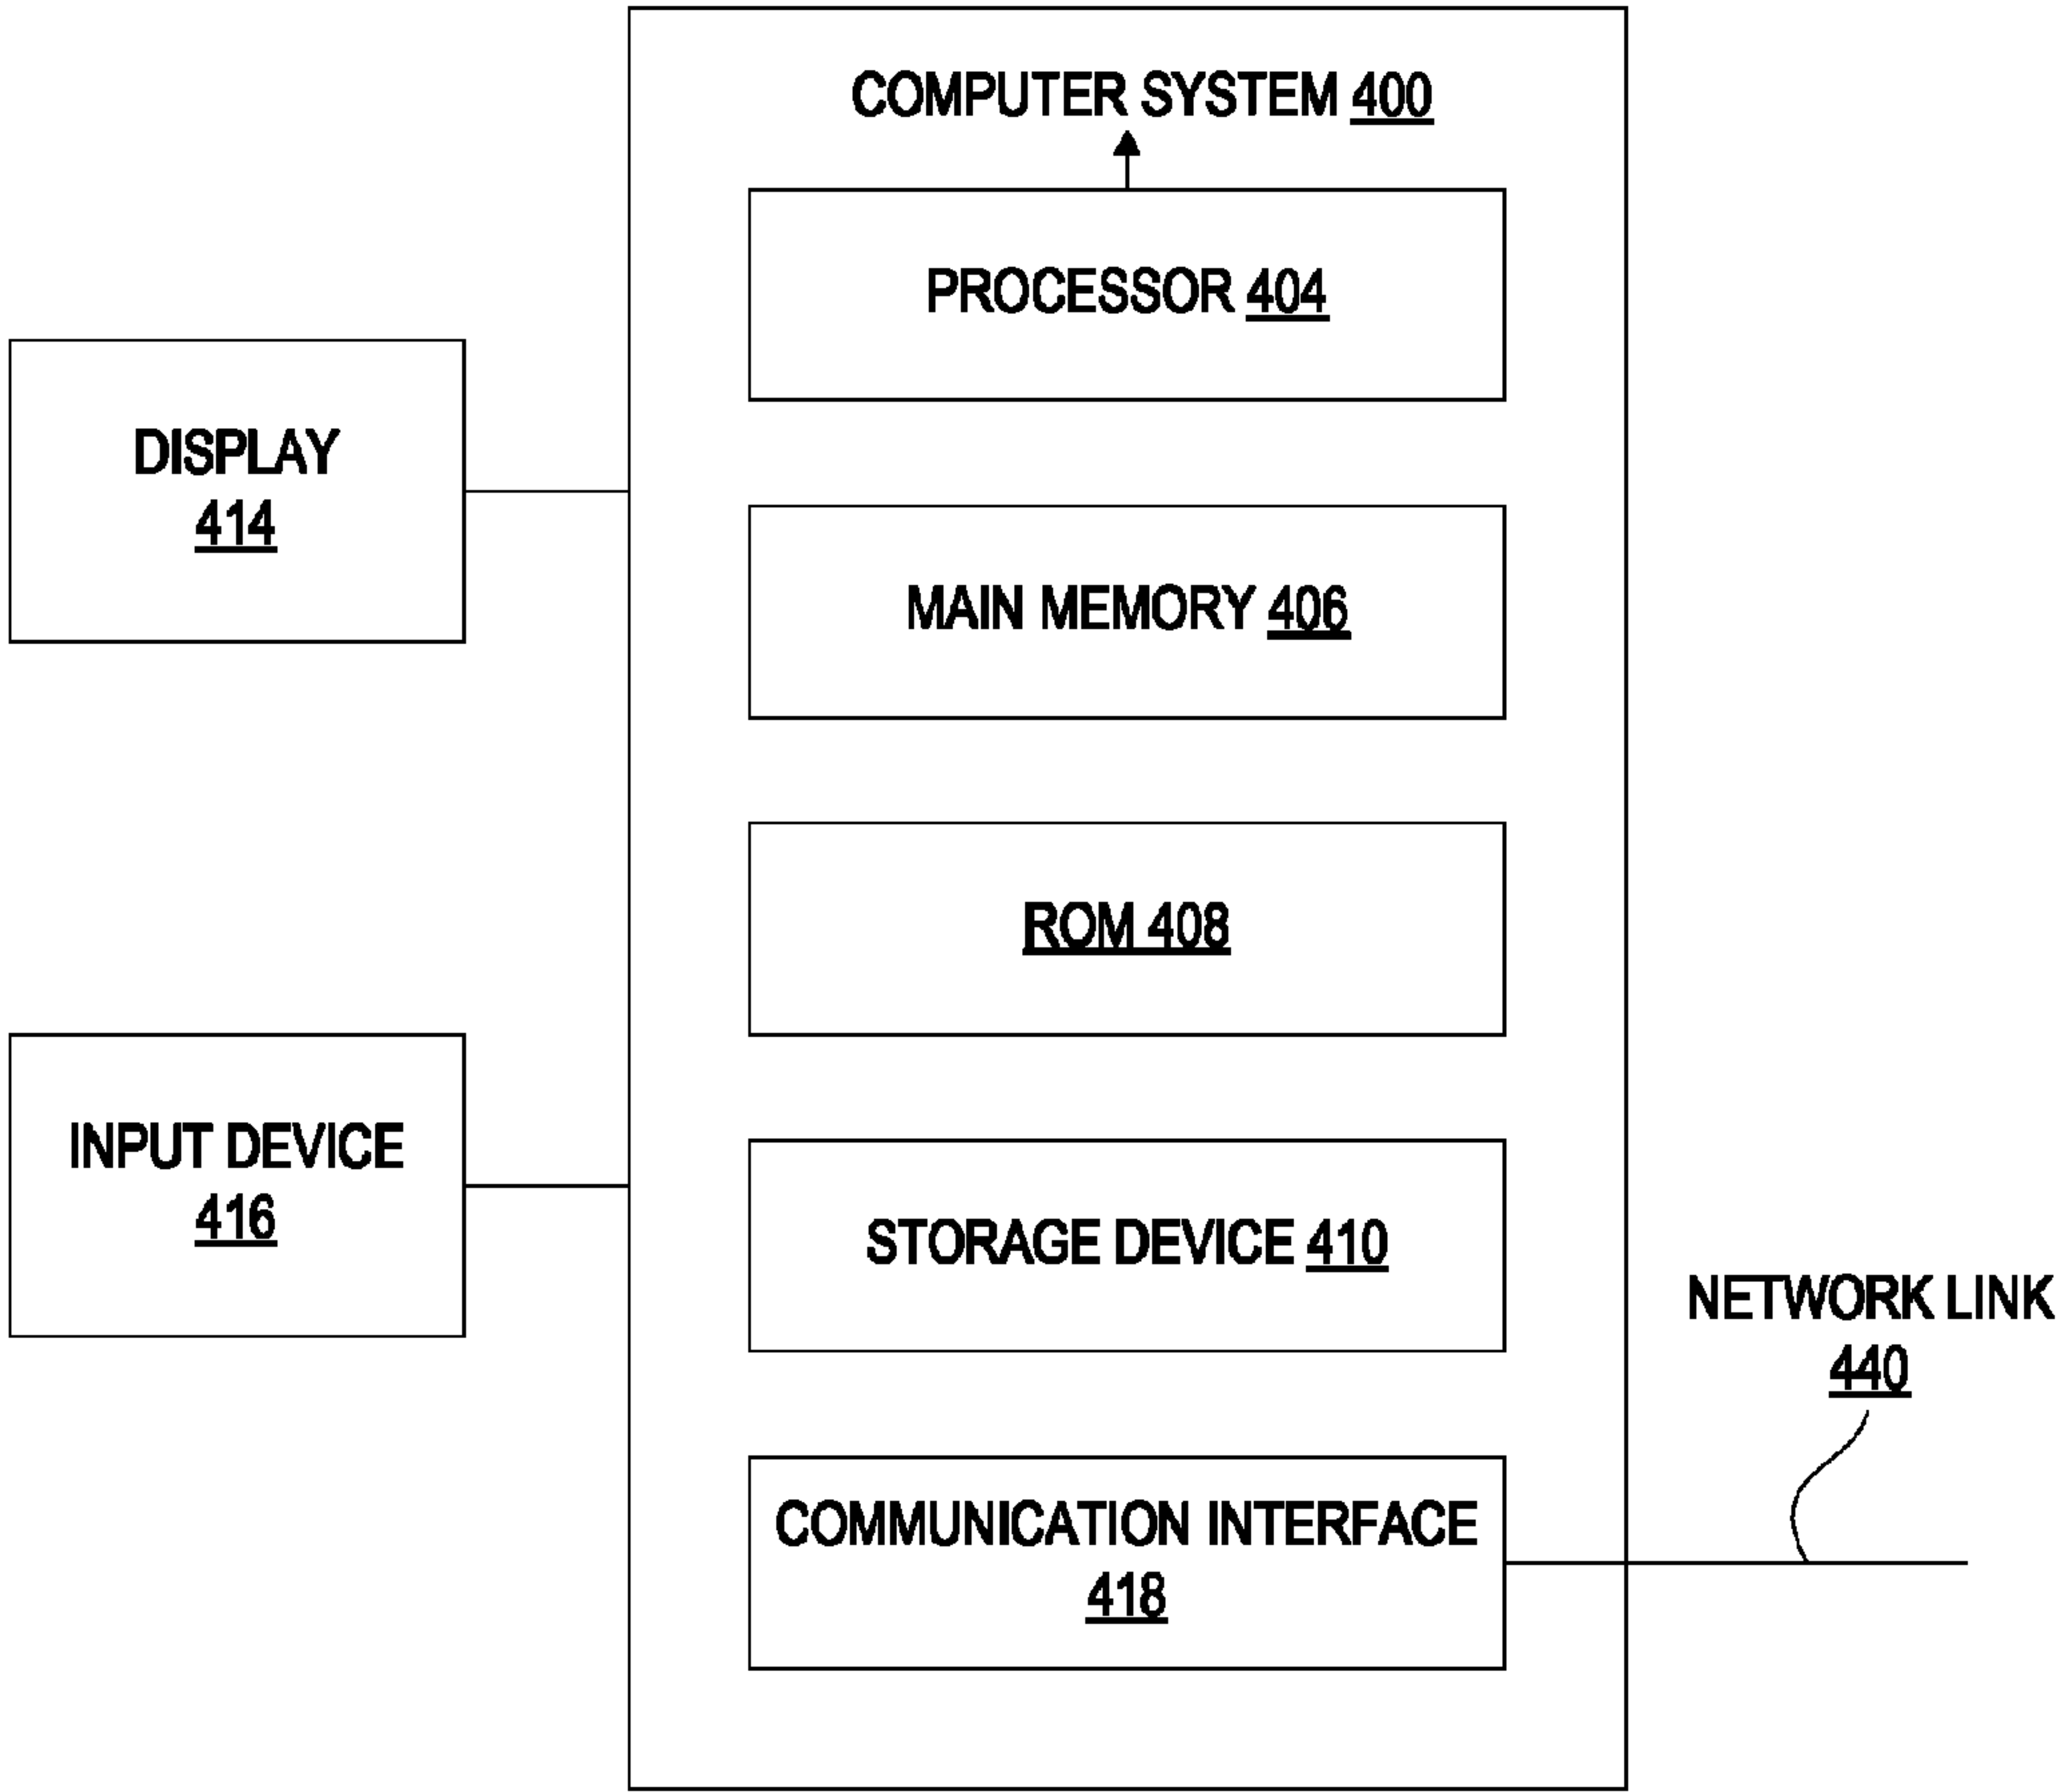 COMPUTER SYSTEM 400
PROCESSOR 404
DISPLAY
414
MAIN MEMORY 406
ROM 408
INPUT DEVICE
416
STORAGE DEVICE 410
NETWORK LINK
440
COMMUNICATION INTERFACE
418